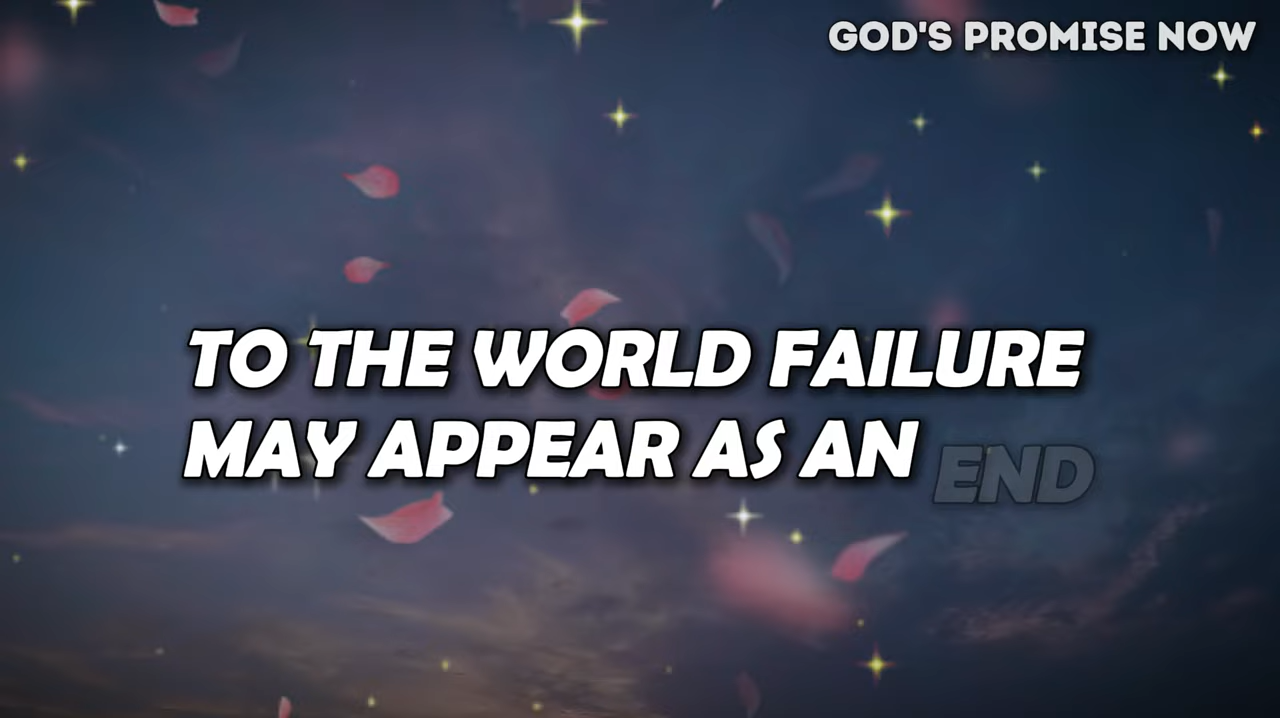 GOD'S PROMISE NOW
TO THE WORLD FAILURE
MAY APPEAR AS AN END